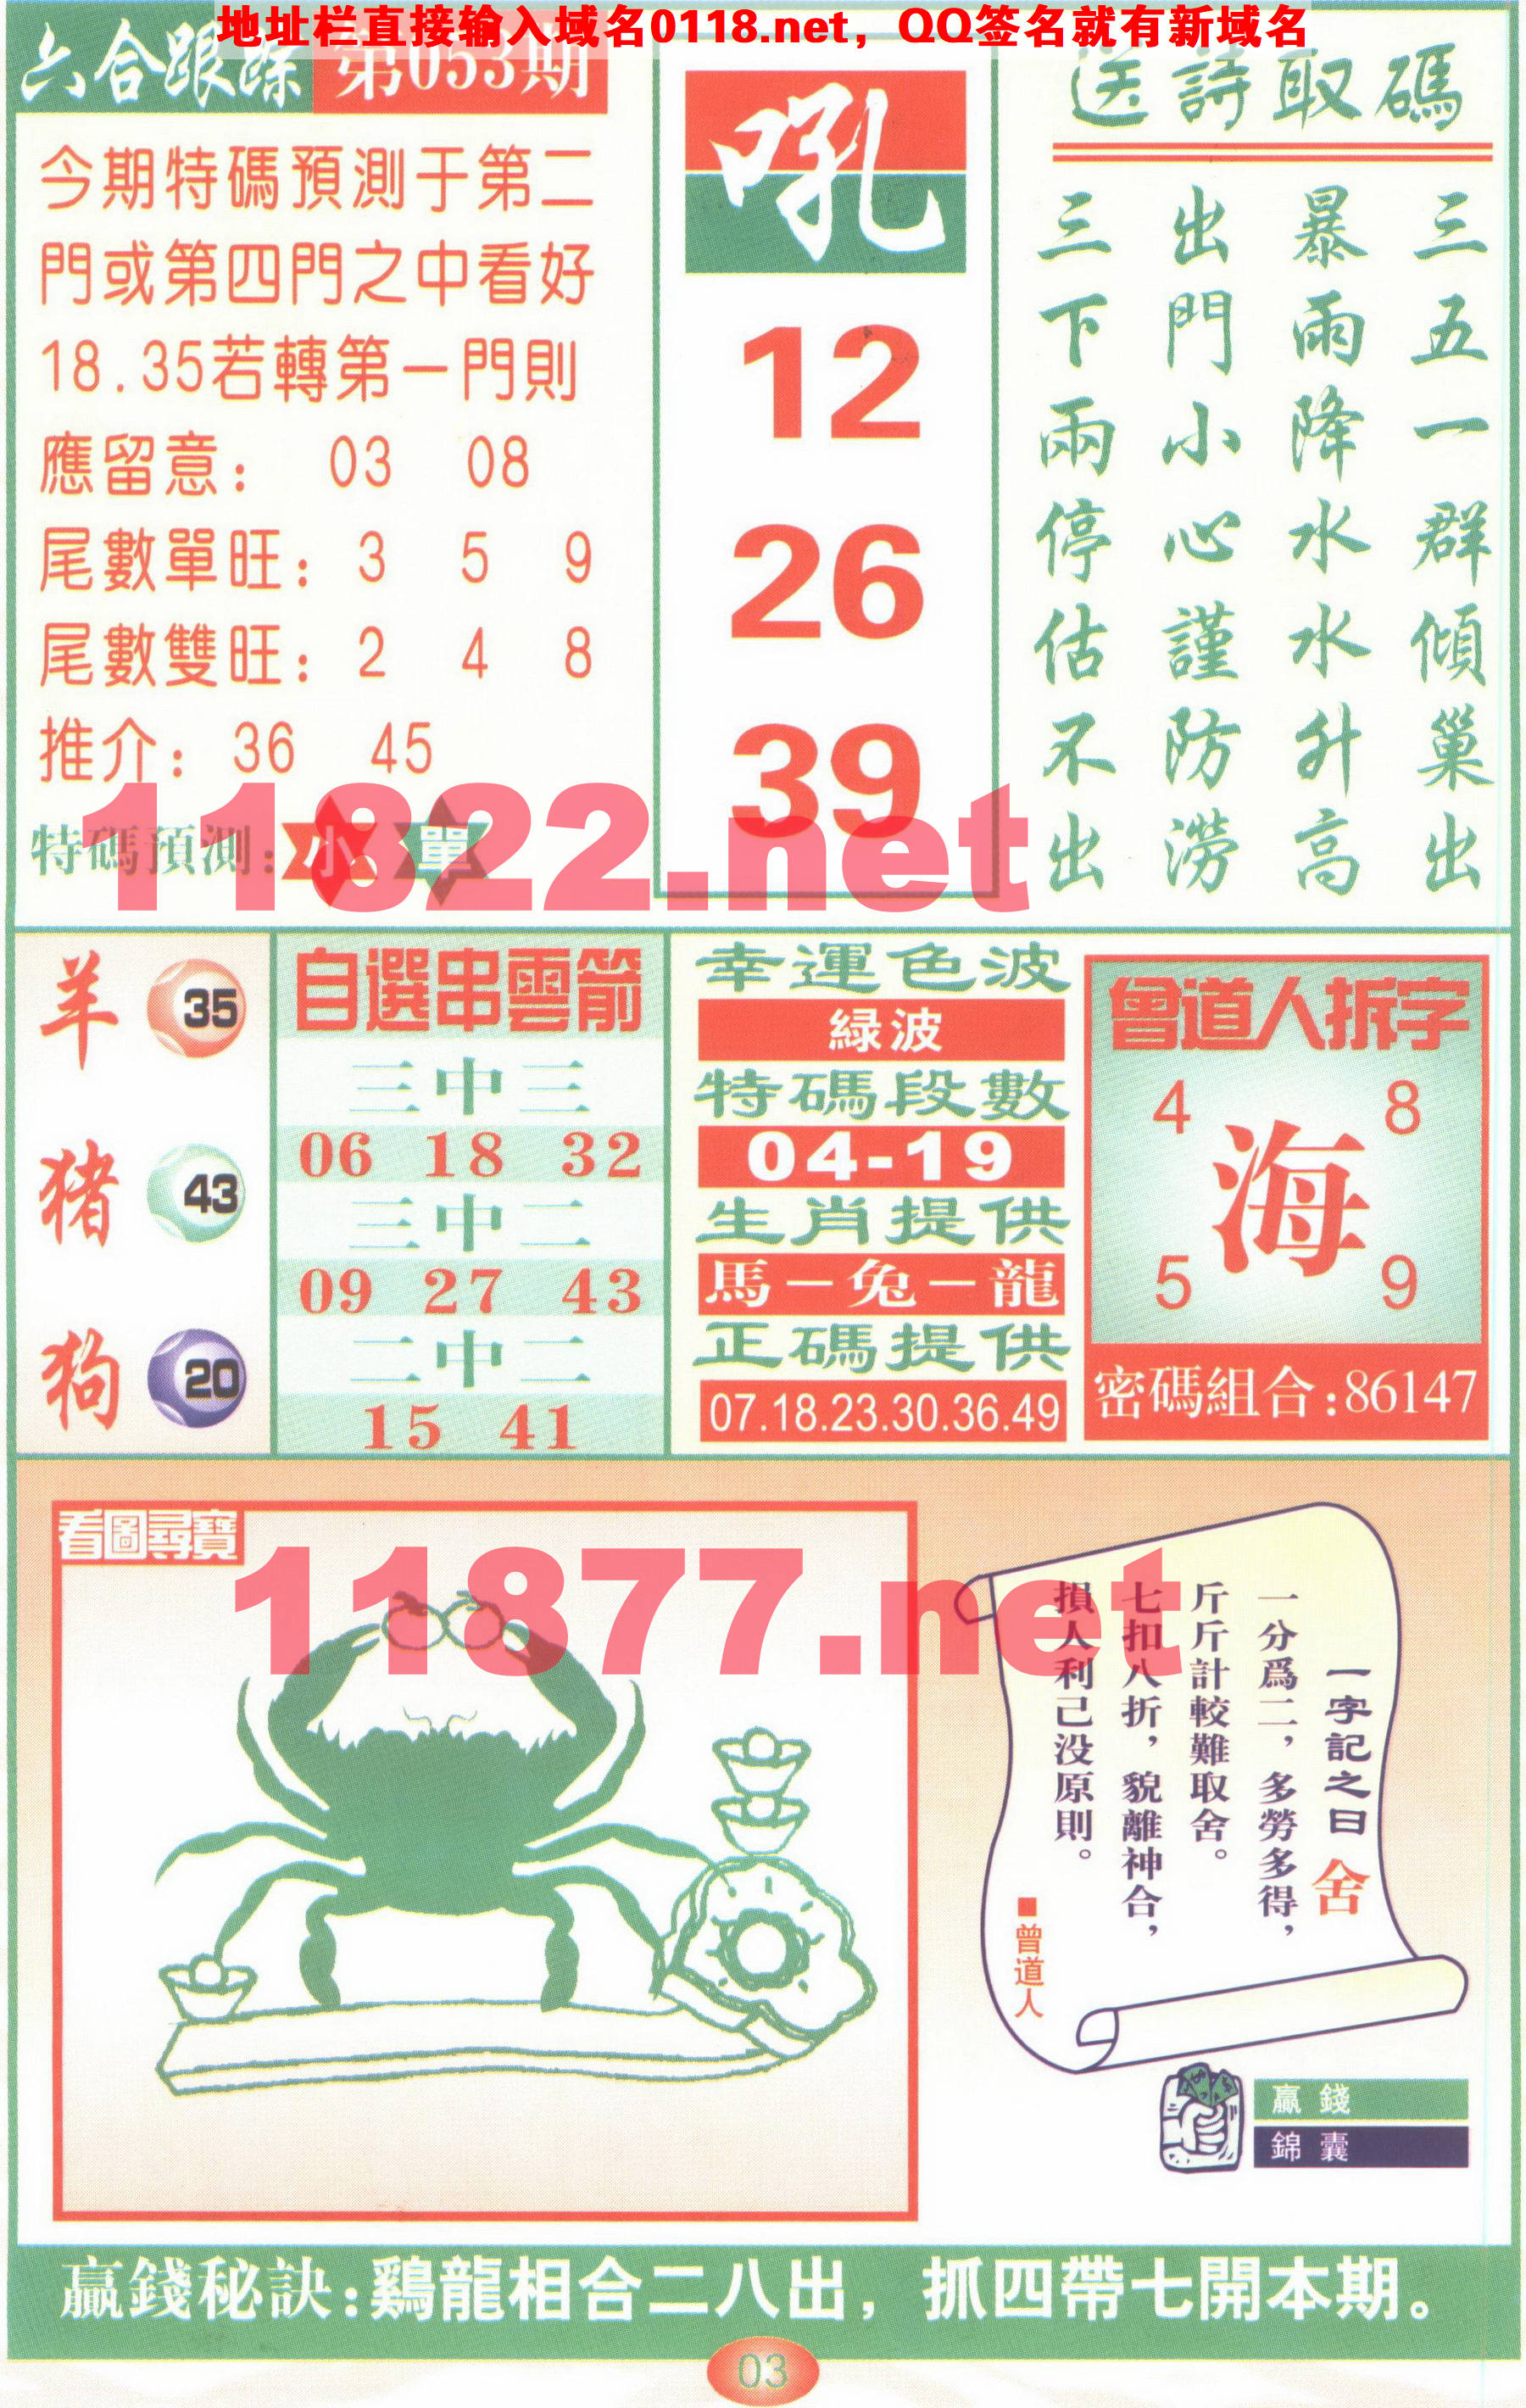 地址栏直接输入域名0118.net，QQ签名就有新域名
六合跟踪 第053期
今期特碼預測于第二
門或第四門之中看好
18.35若轉第一門則
應留意： 03 08
尾數單旺：3 5 9
尾數雙旺：2 4 8
推介：36 45
特碼預測：小 單
吼
12
26
39
送詩取碼
三五一群傾巢出
暴雨降水水升高
出門小心謹防澇
三下兩停估不出
11822.net
羊 35
猪 43
狗 20
自選串雲箭
三中三
06 18 32
三中二
09 27 43
二中二
15 41
幸運色波
緑波
特碼段數
04-19
生肖提供
馬－兔－龍
正碼提供
07.18.23.30.36.49
曾道人拆字
4 8
海
5 9
密碼組合：86147
看圖尋寶
11877.net
一字記之曰 舍
一分爲二，多勞多得，
斤斤計較難取舍。
七扣八折，貌離神合，
損人利己没原則。
■曾道人
贏錢
錦囊
贏錢秘訣：鷄龍相合二八出，抓四帶七開本期。
03